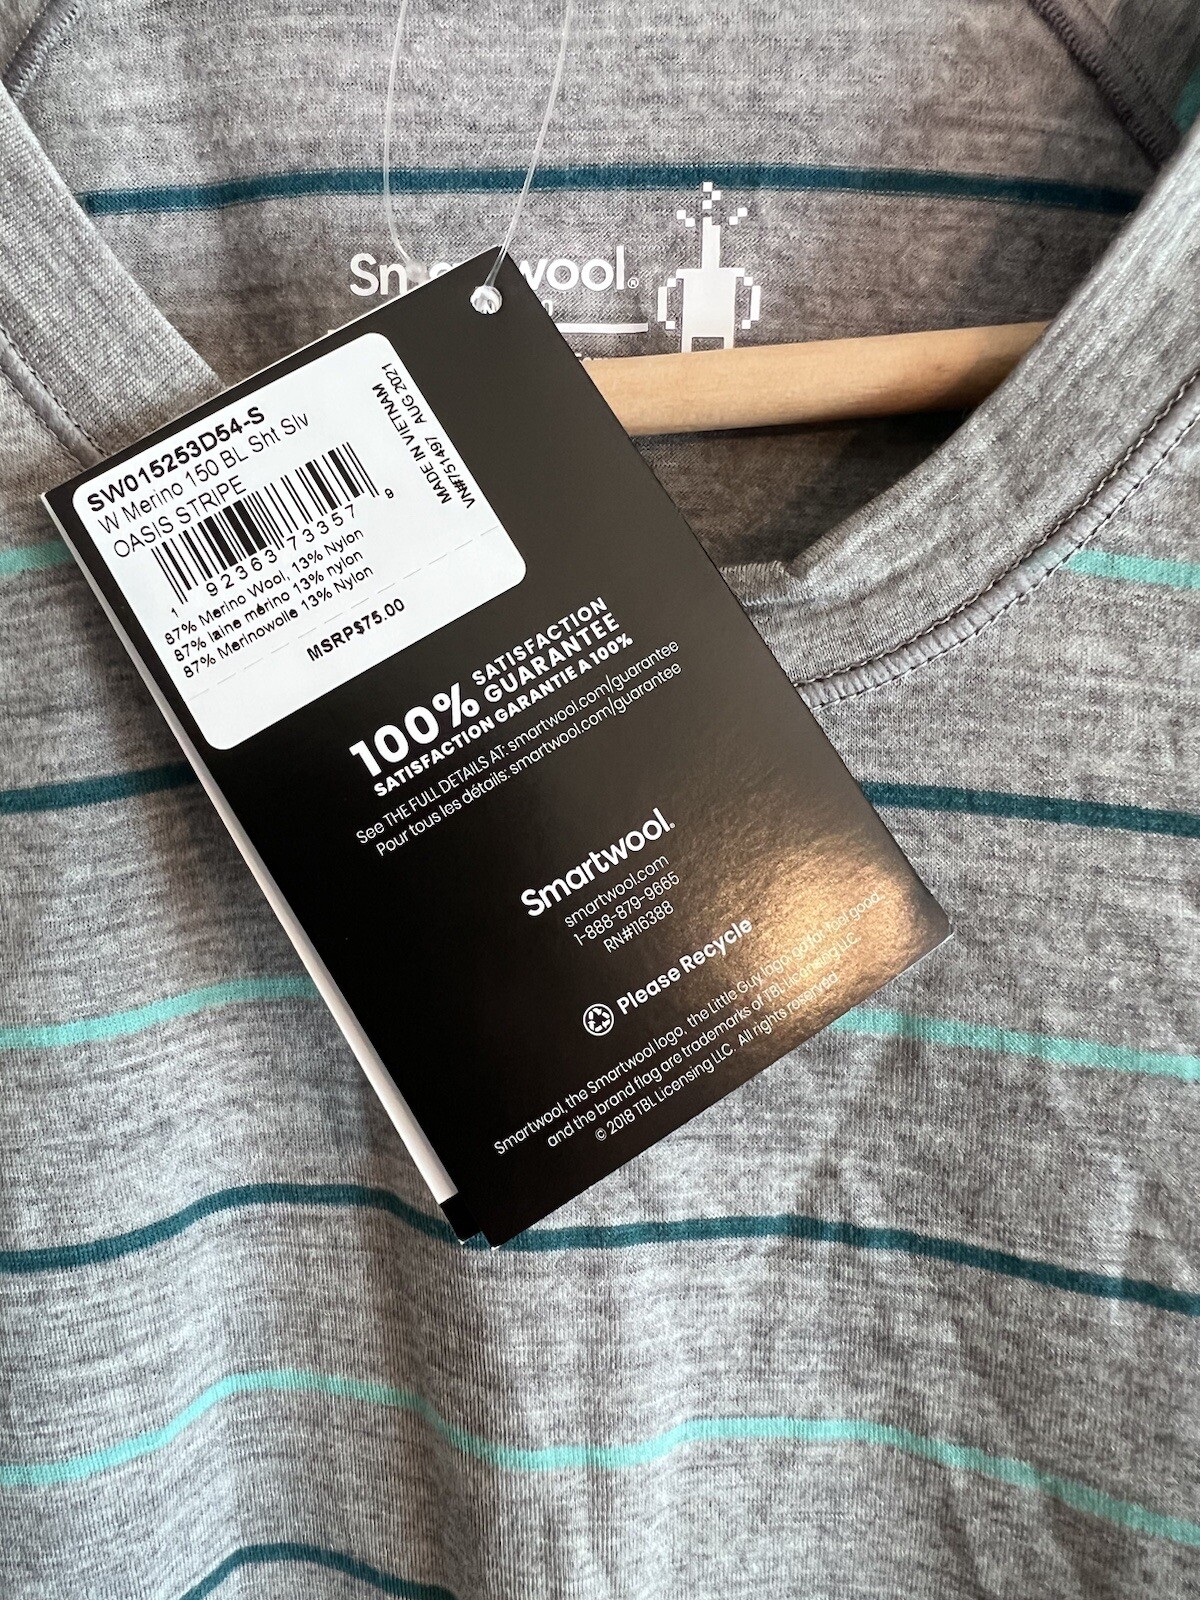 Smartwool®
SW015253D54-S
W Merino 150 BL Sht Slv
OASIS STRIPE
1 92363 73357 9
87% Merino Wool, 13% Nylon
87% laine mérino 13% nylon
87% Merinowolle 13% Nylon
MSRP$75.00
MADE IN VIETNAM
VN#751497 AUG 2021
100% SATISFACTION
GUARANTEE
SATISFACTION GARANTIE A 100%
See THE FULL DETAILS AT: smartwool.com/guarantee
Pour tous les détails: smartwool.com/guarantee
Smartwool®
smartwool.com
1-888-879-9665
RN#116388
Please Recycle
Smartwool, the Smartwool logo, the Little Guy logo, go far feel good.
and the brand flag are trademarks of TBL Licensing LLC.
© 2018 TBL Licensing LLC. All rights reserved.